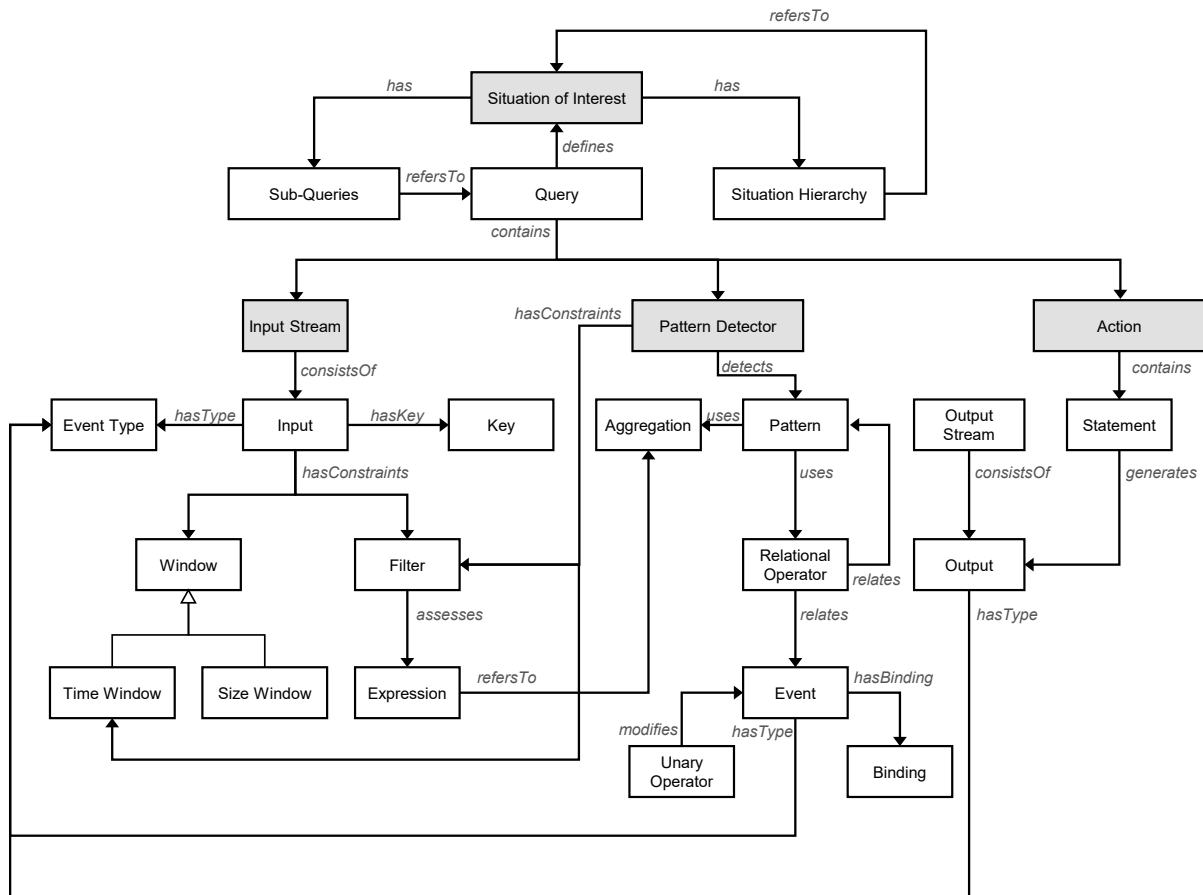 refersTo
has
Situation of Interest
has
defines
Sub-Queries
refersTo
Query
Situation Hierarchy
contains
Input Stream
hasConstraints
Pattern Detector
Action
consistsOf
detects
contains
Event Type
hasType
Input
hasKey
Key
Aggregation
uses
Pattern
Output
Stream
Statement
hasConstraints
uses
consistsOf
generates
Window
Filter
Relational
Operator
relates
Output
assesses
relates
hasType
Time Window
Size Window
Expression
refersTo
Event
hasBinding
modifies
hasType
Unary
Operator
Binding